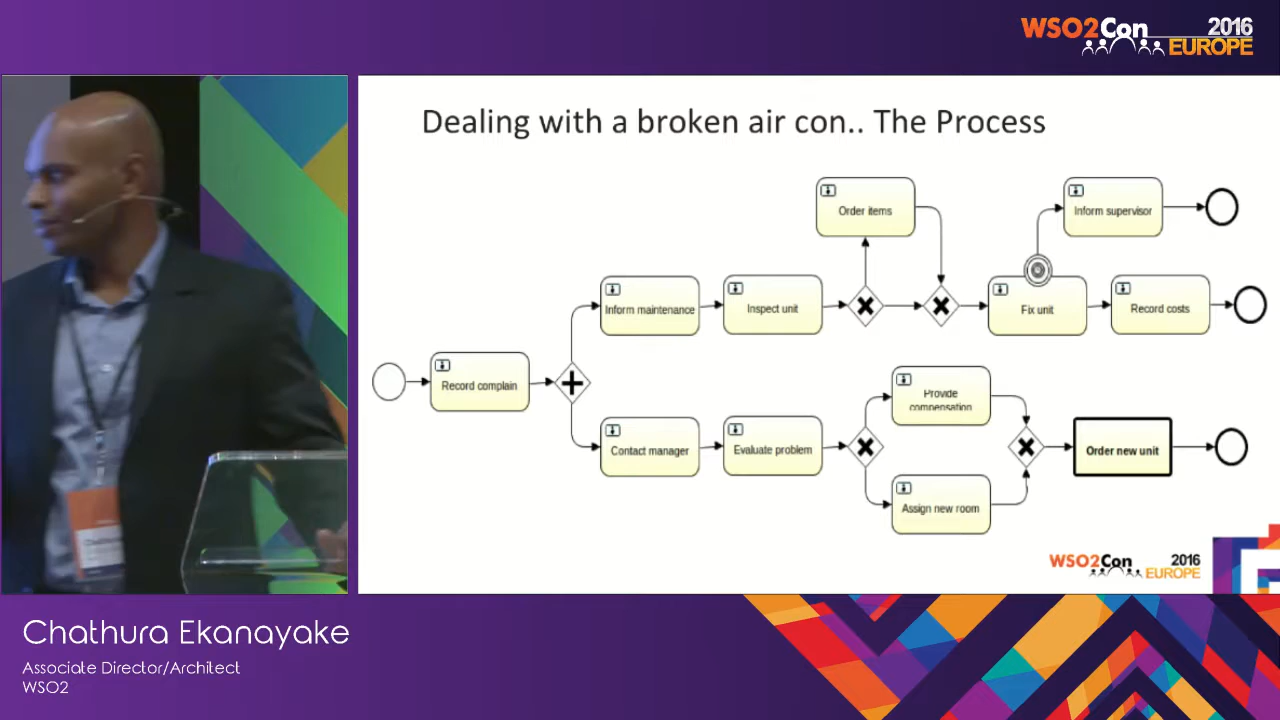 WSO2Con 2016
EUROPE
Dealing with a broken air con.. The Process
Order items
Inform supervisor
Inform maintenance
Inspect unit
Fix unit
Record costs
Record complain
Provide
compensation
Contact manager
Evaluate problem
Order new unit
Assign new room
WSO2Con 2016
EUROPE
Chathura Ekanayake
Associate Director/Architect
WSO2